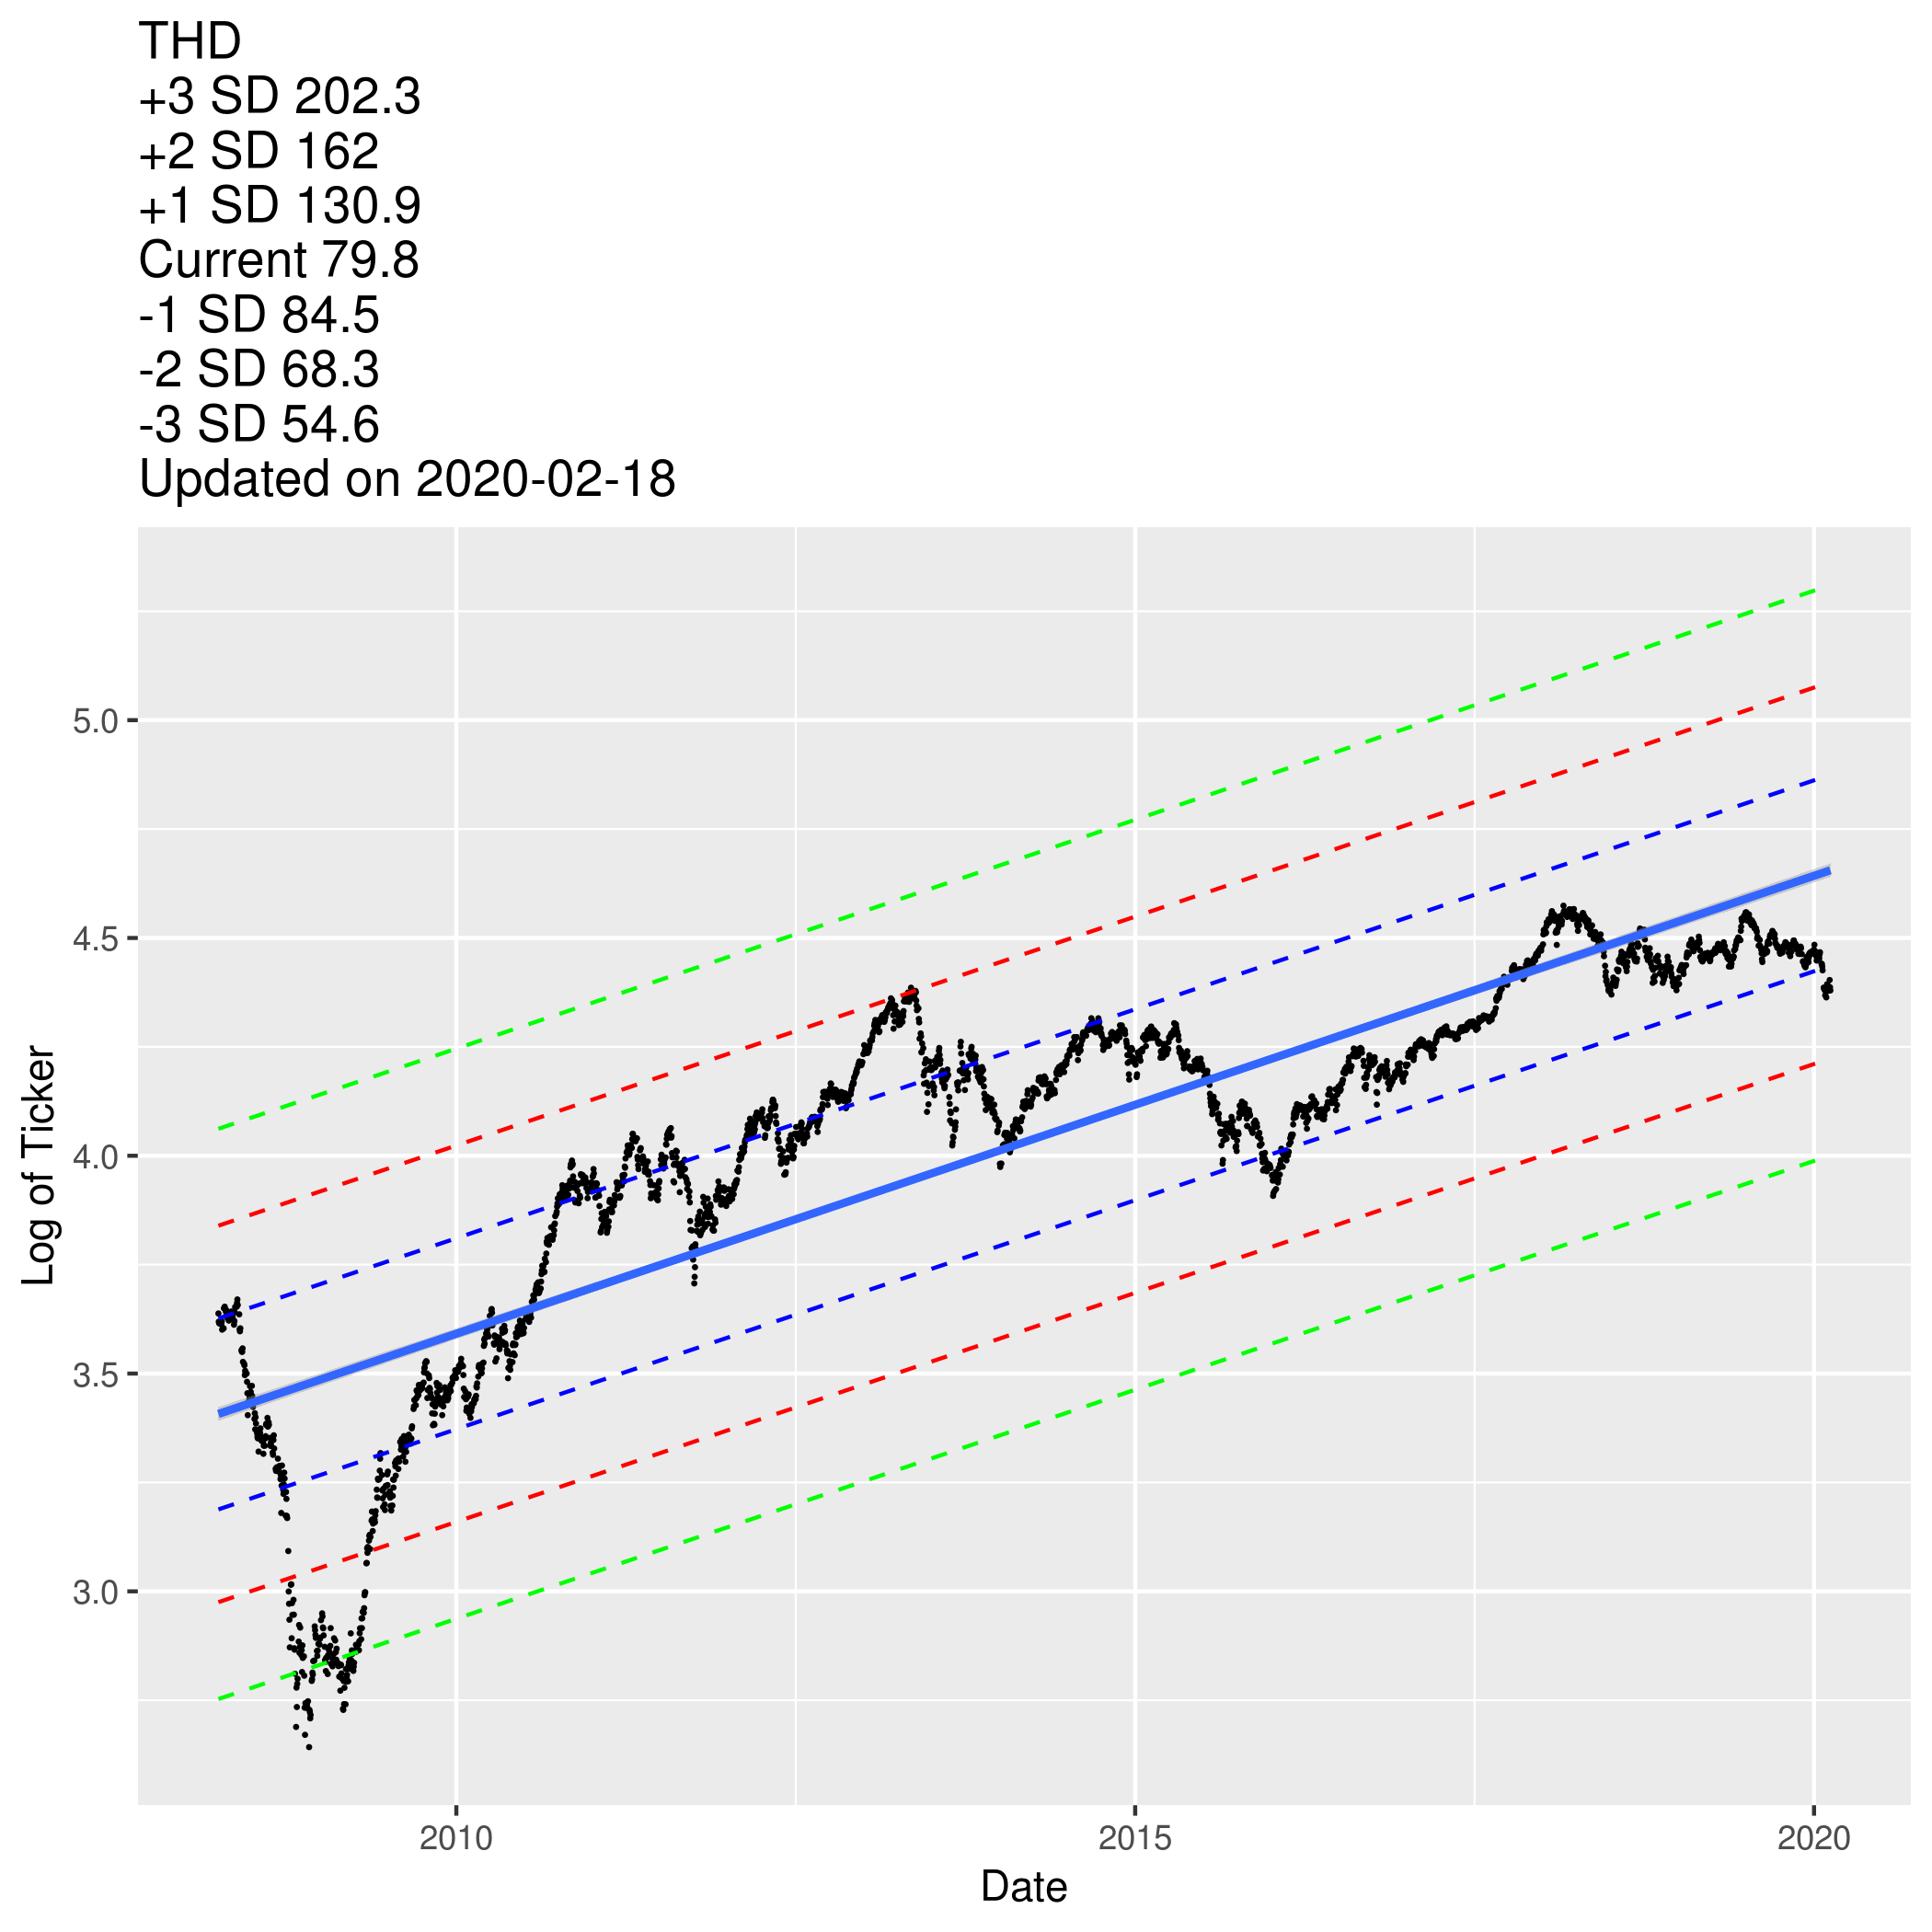 THD
+3 SD 202.3
+2 SD 162
+1 SD 130.9
Current 79.8
-1 SD 84.5
-2 SD 68.3
-3 SD 54.6
Updated on 2020-02-18
5.0
4.5
4.0
3.5
3.0
Log of Ticker
2010
2015
2020
Date